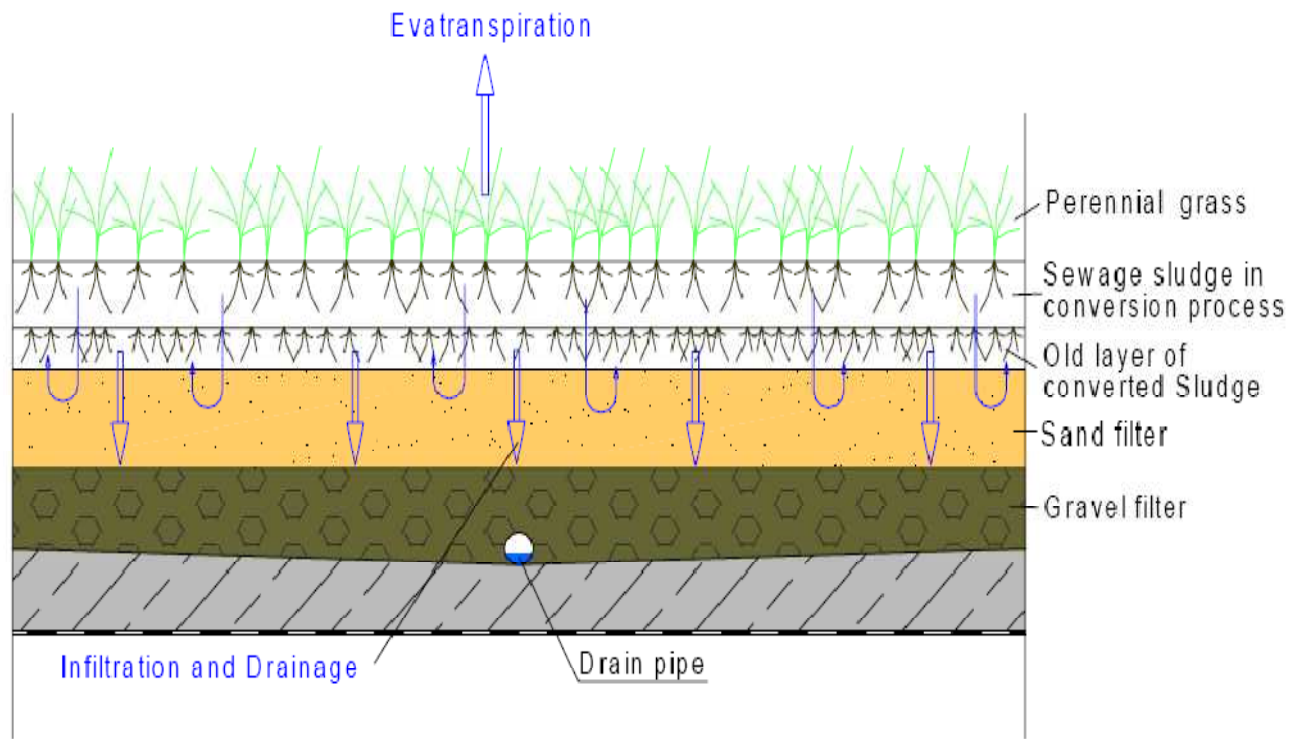 Evatranspiration
Perennial grass
Sewage sludge in
conversion process
Old layer of
converted Sludge
Sand filter
Gravel filter
Infiltration and Drainage
Drain pipe